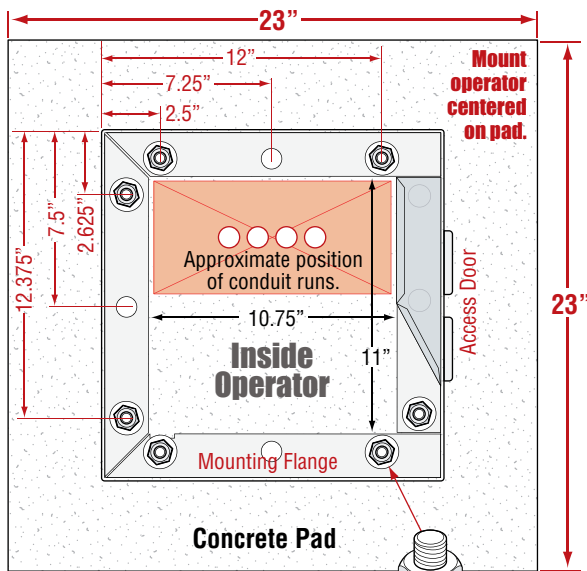 23”
12”
7.25”
2.5”
Mount
operator
centered
on pad.
12.375”
7.5”
2.625”
Approximate position
of conduit runs.
10.75”
11”
Inside
Operator
Access Door
23”
Mounting Flange
Concrete Pad